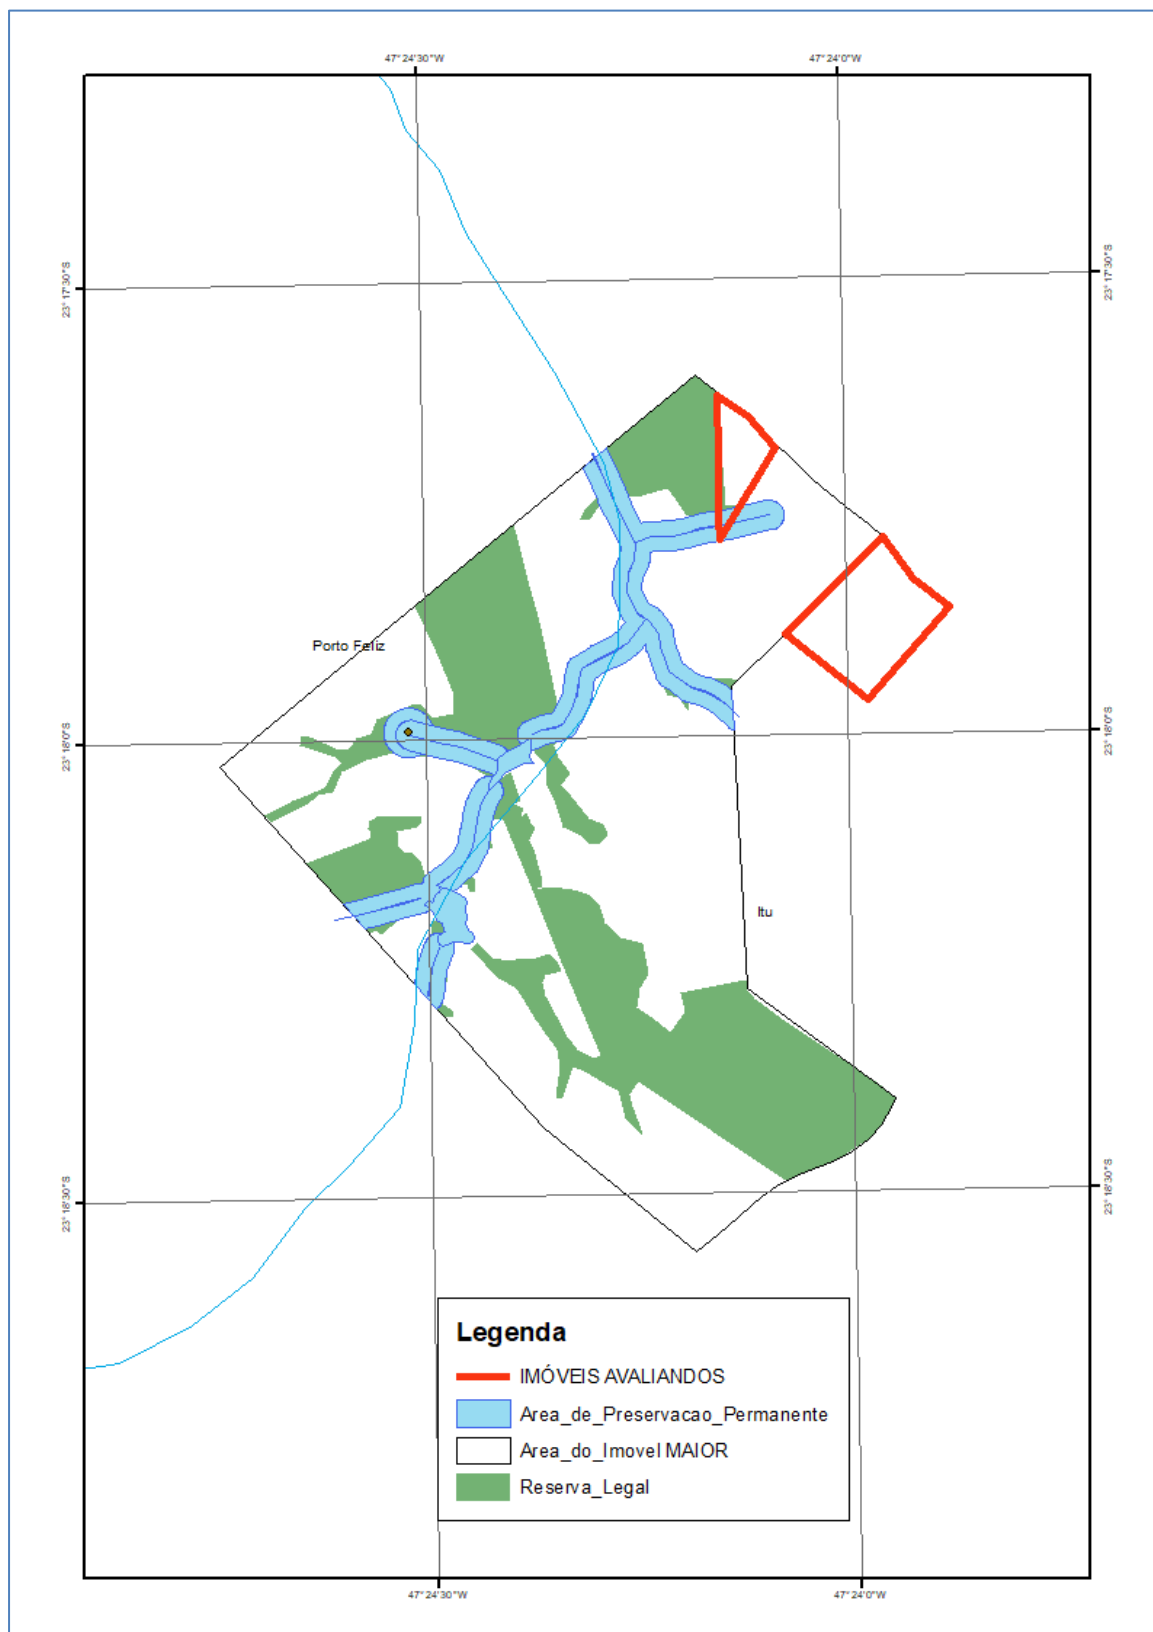 47°24'30"W
47°24'0"W
23°17'30"S
23°17'30"S
Porto Feliz
23°18'0"S
23°18'0"S
Itu
23°18'30"S
23°18'30"S
Legenda
IMÓVEIS AVALIANDOS
Area_de_Preservacao_Permanente
Area_do_Imovel MAIOR
Reserva_Legal
47°24'30"W
47°24'0"W